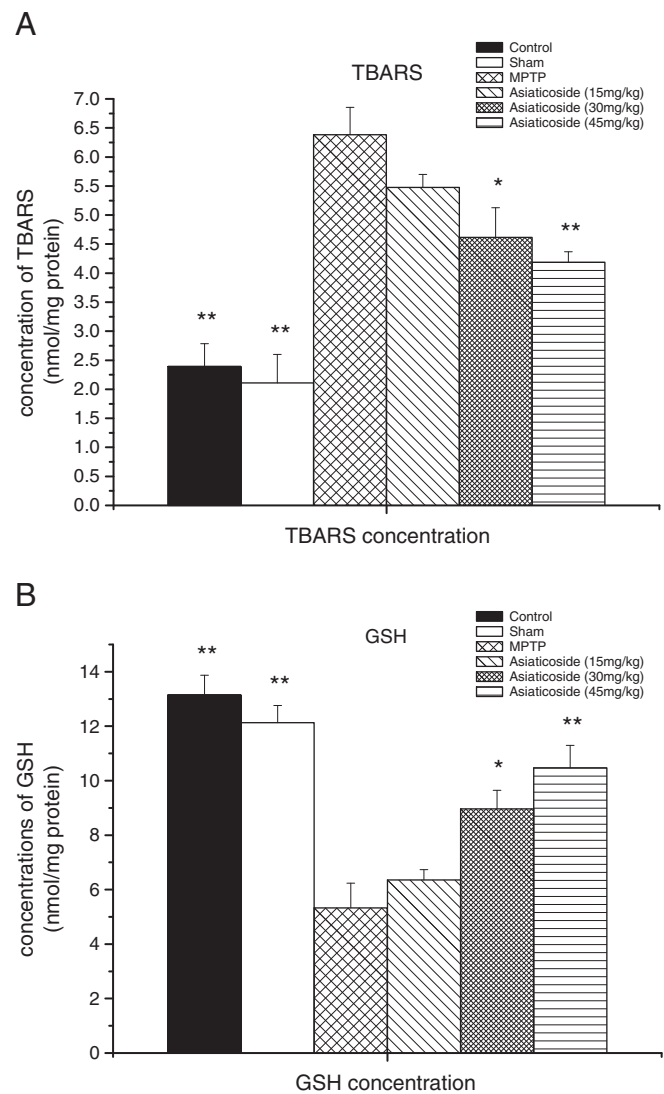 A
TBARS
Control
Sham
MPTP
Asiaticoside (15mg/kg)
Asiaticoside (30mg/kg)
Asiaticoside (45mg/kg)
concentration of TBARS
(nmol/mg protein)
7.0
6.5
6.0
5.5
5.0
4.5
4.0
3.5
3.0
2.5
2.0
1.5
1.0
0.5
0.0
**
**
*
**
TBARS concentration
B
GSH
Control
Sham
MPTP
Asiaticoside (15mg/kg)
Asiaticoside (30mg/kg)
Asiaticoside (45mg/kg)
concentrations of GSH
(nmol/mg protein)
14
12
10
8
6
4
2
0
**
**
*
**
GSH concentration